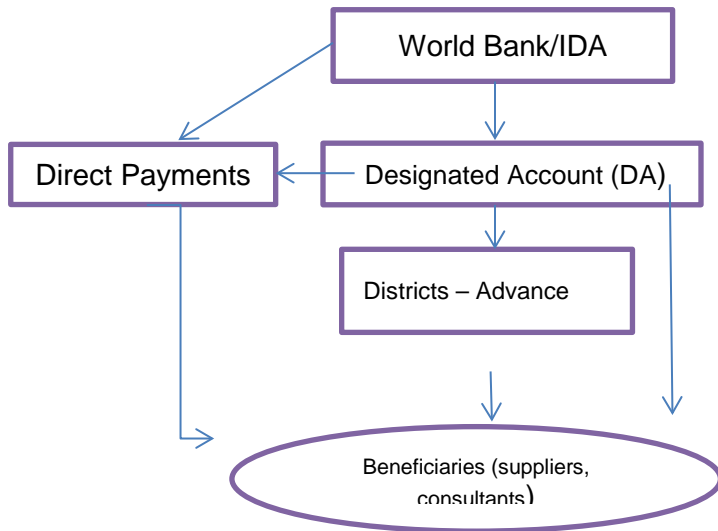 World Bank/IDA
Direct Payments
Designated Account (DA)
Districts – Advance
Beneficiaries (suppliers,
consultants)